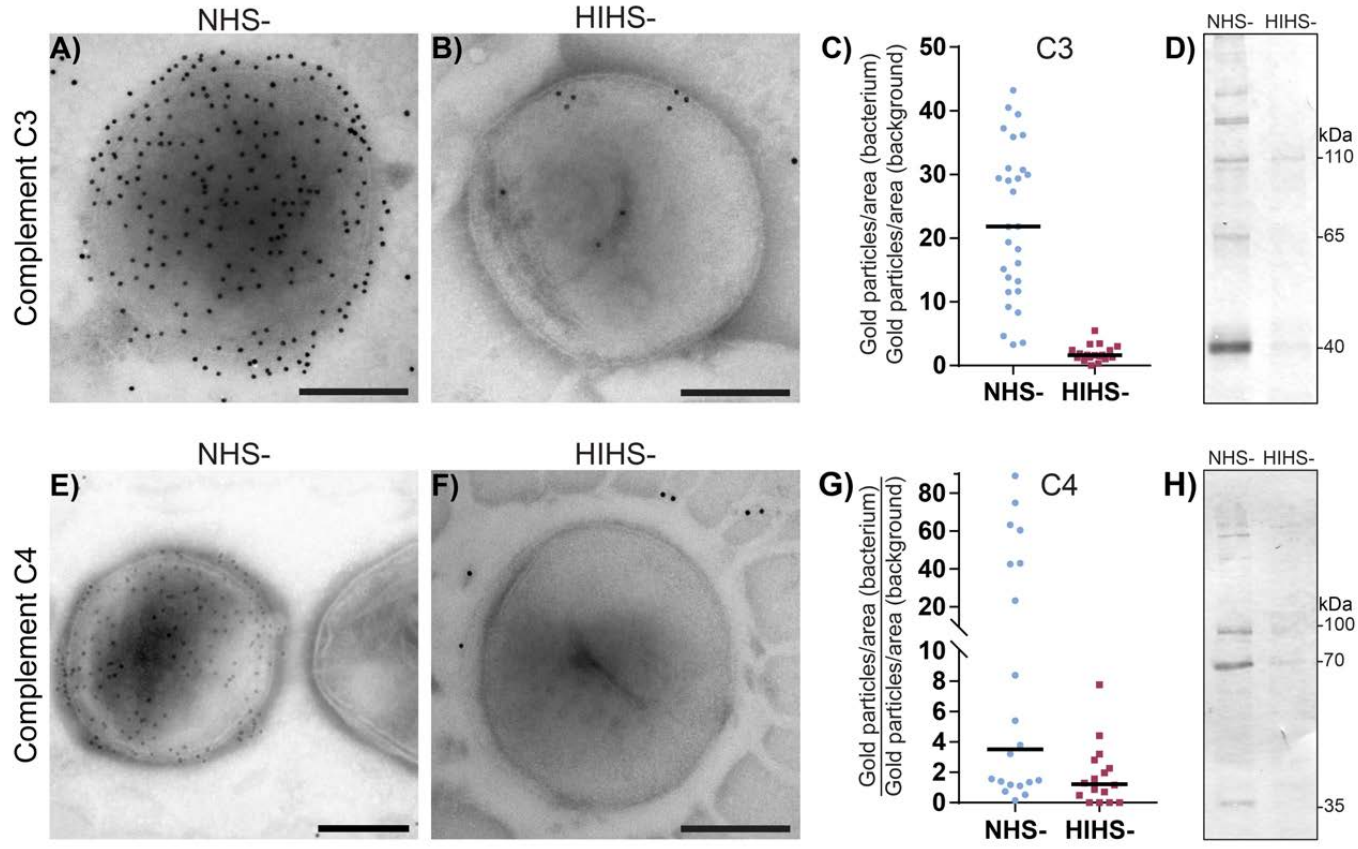 NHS-
HIHS-
A)
B)
C)
D)
Complement C3
Gold particles/area (bacterium)
Gold particles/area (background)
C3
50
40
30
20
10
0
NHS-
HIHS-
NHS- HIHS-
kDa
-110
-65
-40
NHS-
HIHS-
E)
F)
G)
H)
Complement C4
Gold particles/area (bacterium)
Gold particles/area (background)
C4
80
60
40
20
10
8
6
4
2
0
NHS-
HIHS-
NHS- HIHS-
kDa
-100
-70
-35